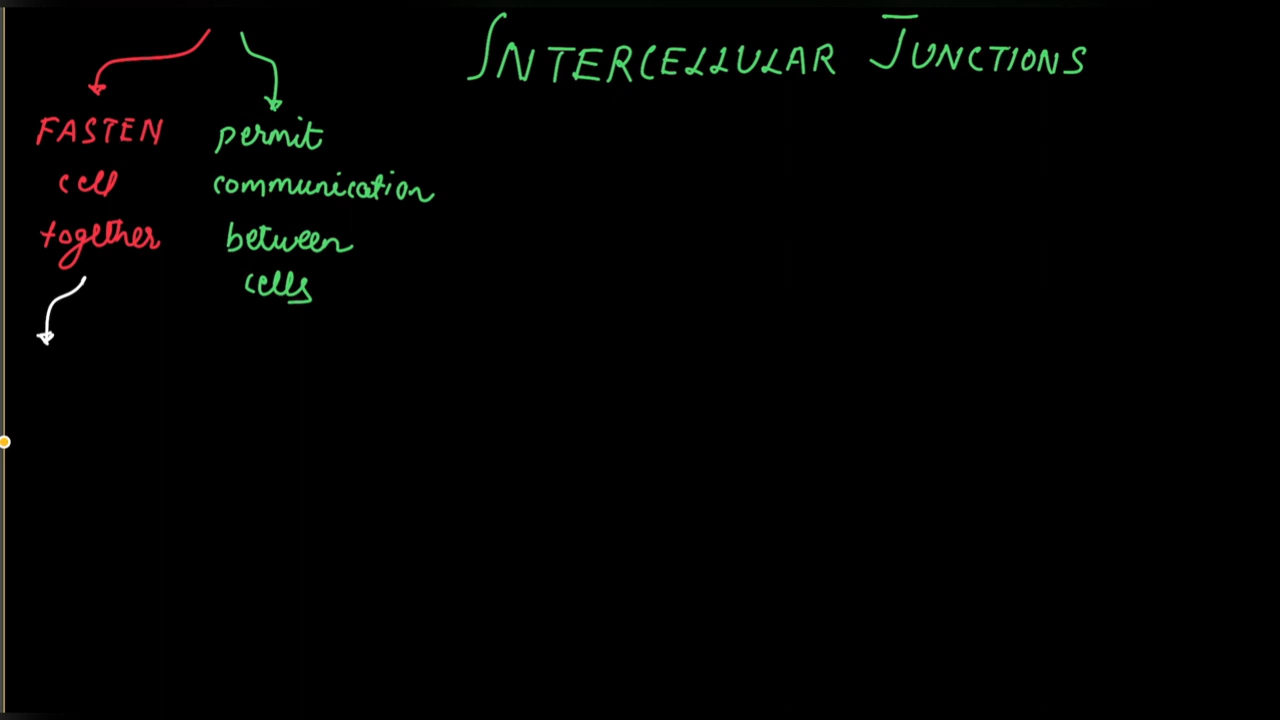 INTERCELLULAR JUNCTIONS
FASTEN
cell
together
permit
communication
between
cells